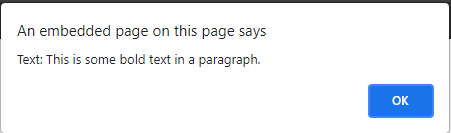 An embedded page on this page says
Text: This is some bold text in a paragraph.
OK